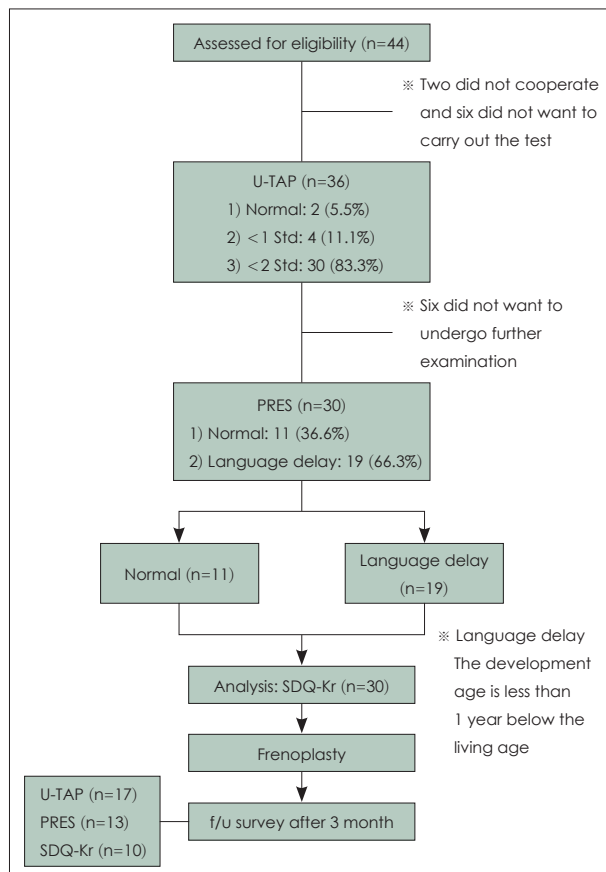 Assessed for eligibility (n=44)
※ Two did not cooperate
and six did not want to
carry out the test
U-TAP (n=36)
1) Normal: 2 (5.5%)
2) <1 Std: 4 (11.1%)
3) <2 Std: 30 (83.3%)
※ Six did not want to
undergo further
examination
PRES (n=30)
1) Normal: 11 (36.6%)
2) Language delay: 19 (66.3%)
Normal (n=11)
Language delay
(n=19)
※ Language delay
The development
age is less than
1 year below the
living age
Analysis: SDQ-Kr (n=30)
Frenoplasty
U-TAP (n=17)
PRES (n=13)
SDQ-Kr (n=10)
f/u survey after 3 month